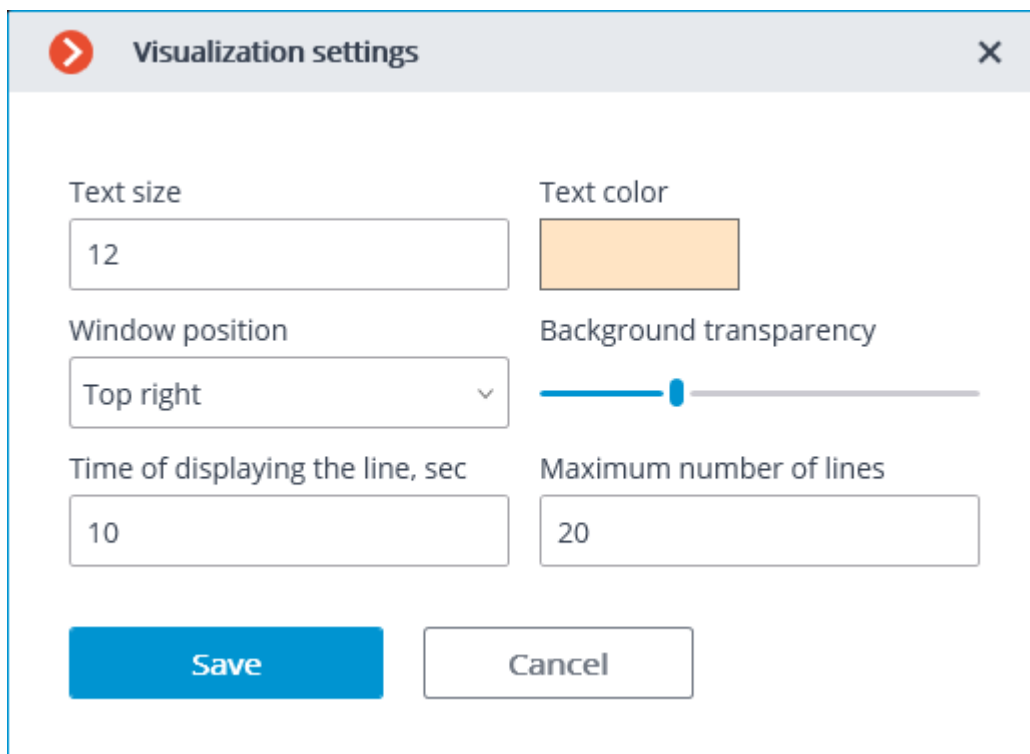 Visualization settings
Text size
Text color
12
Window position
Background transparency
Top right
Time of displaying the line, sec
Maximum number of lines
10
20
Save
Cancel